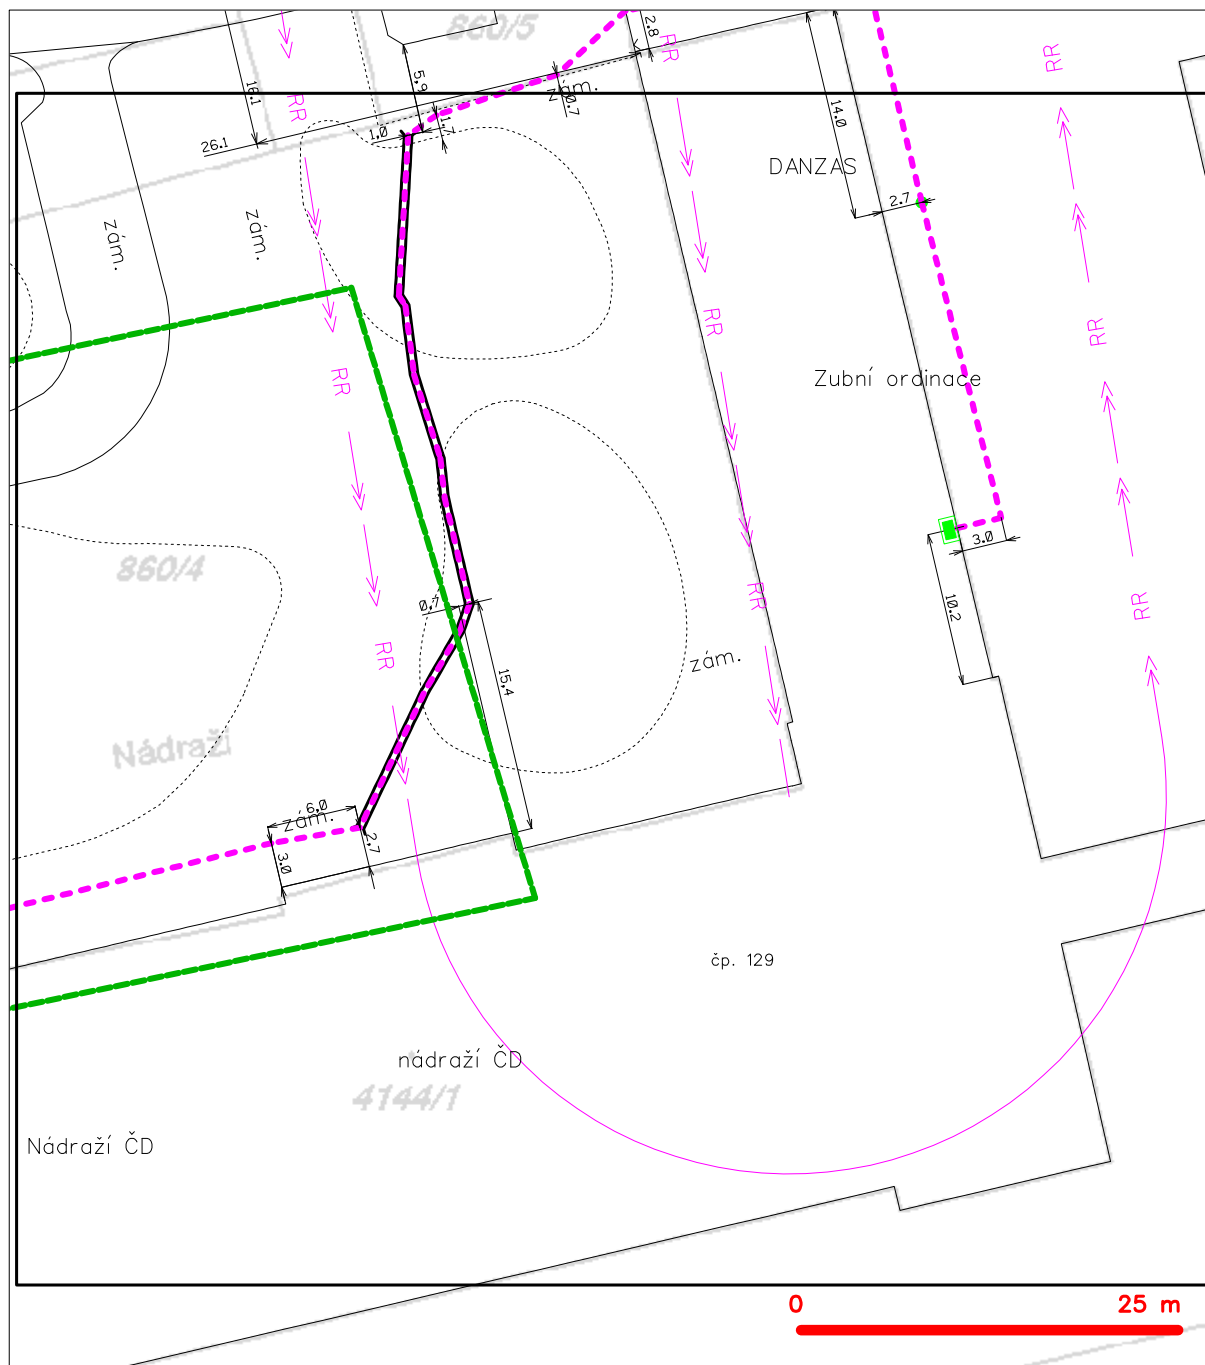 860/5
2.8
RR
RR
5.9
16.1
zám.
0.7
RR
1.7
1.0
14.0
26.1
DANZAS
2.7
zám.
zám.
RR
RR
RR
Zubní ordinace
3.0
860/4
10.2
RR
RR
0.7
RR
zám.
15.4
Nádraží
6.0
zám.
2.7
3.0
čp. 129
nádraží ČD
4144/1
Nádraží ČD
0 25 m